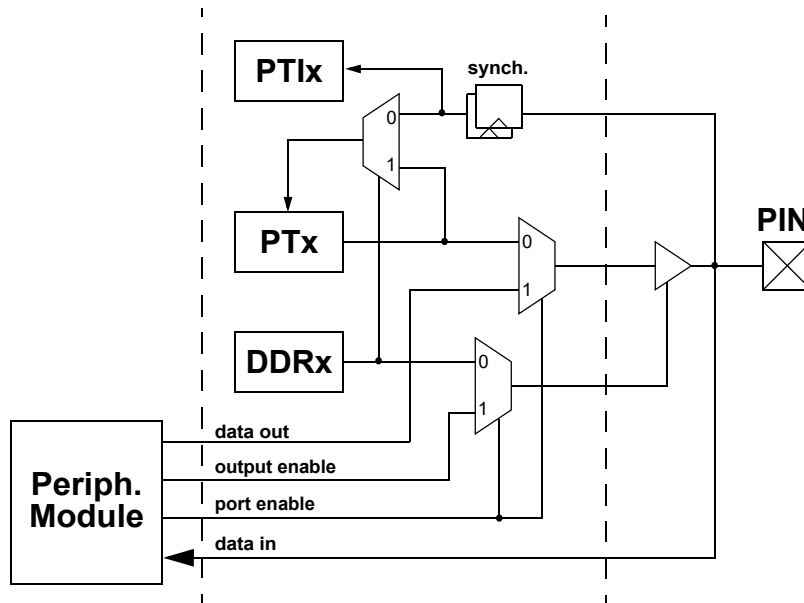 PTIx
synch.
0
1
PTx
0
1
PIN
DDRx
0
1
data out
output enable
port enable
data in
Periph.
Module